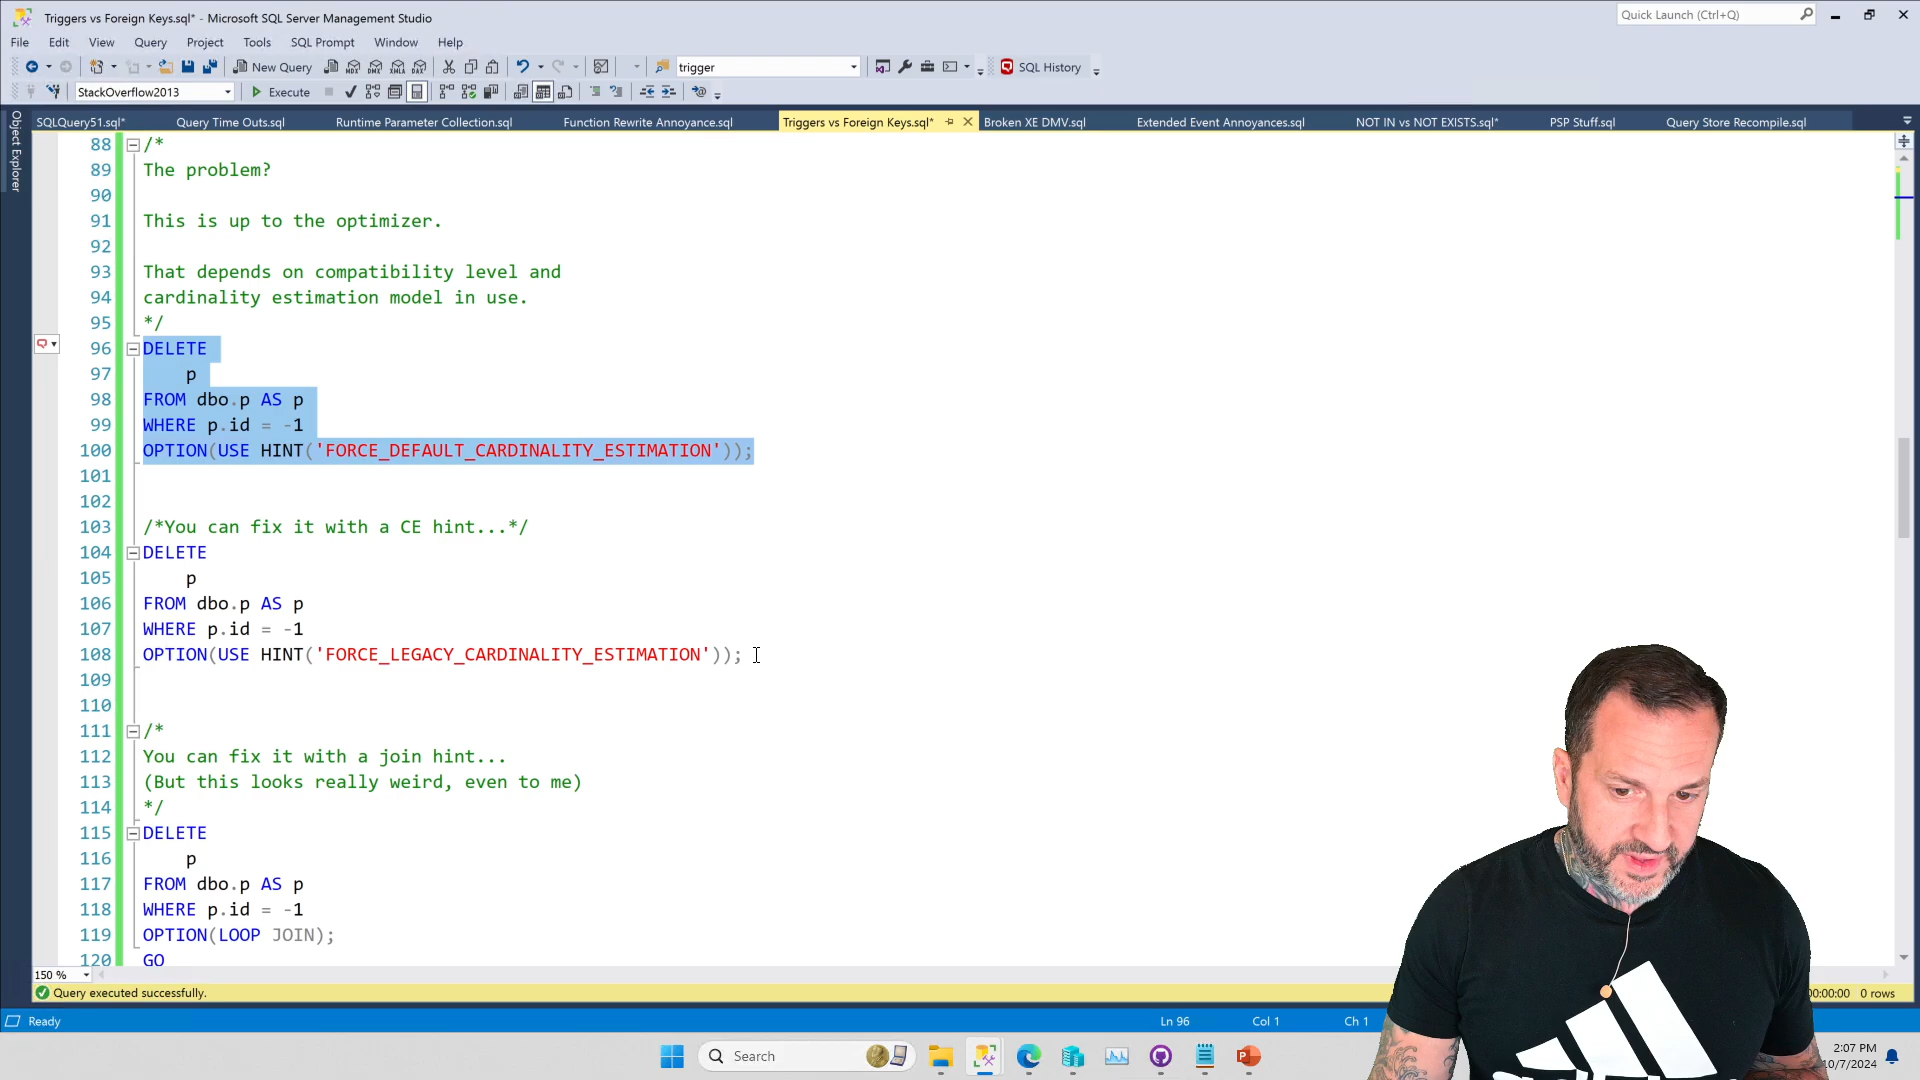 Triggers vs Foreign Keys.sql* - Microsoft SQL Server Management Studio
Quick Launch (Ctrl+Q)
File Edit View Query Project Tools SQL Prompt Window Help
New Query
MDX DMX XMLA DAX
trigger
SQL History
StackOverflow2013
Execute
Object Explorer
SQLQuery51.sql* Query Time Outs.sql Runtime Parameter Collection.sql Function Rewrite Annoyance.sql Triggers vs Foreign Keys.sql* Broken XE DMV.sql Extended Event Annoyances.sql NOT IN vs NOT EXISTS.sql* PSP Stuff.sql Query Store Recompile.sql
88 /*
89 The problem?
90
91 This is up to the optimizer.
92
93 That depends on compatibility level and
94 cardinality estimation model in use.
95 */
96 DELETE
97 p
98 FROM dbo.p AS p
99 WHERE p.id = -1
100 OPTION(USE HINT('FORCE_DEFAULT_CARDINALITY_ESTIMATION'));
101
102
103 /*You can fix it with a CE hint...*/
104 DELETE
105 p
106 FROM dbo.p AS p
107 WHERE p.id = -1
108 OPTION(USE HINT('FORCE_LEGACY_CARDINALITY_ESTIMATION'));
109
110
111 /*
112 You can fix it with a join hint...
113 (But this looks really weird, even to me)
114 */
115 DELETE
116 p
117 FROM dbo.p AS p
118 WHERE p.id = -1
119 OPTION(LOOP JOIN);
120 GO
150 %
Query executed successfully.
00:00:00 0 rows
Ready
Ln 96 Col 1 Ch 1
Search
2:07 PM
10/7/2024